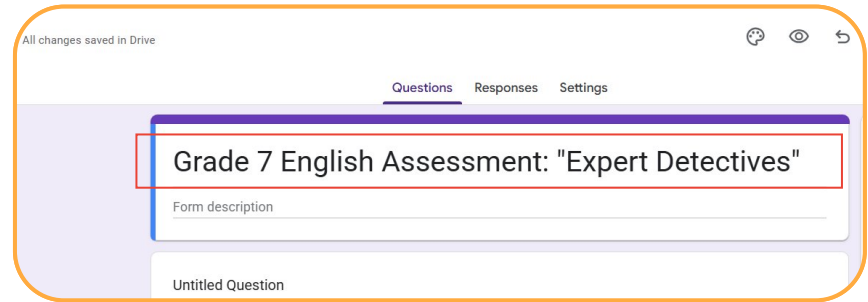 All changes saved in Drive
Questions Responses Settings
Grade 7 English Assessment: "Expert Detectives"
Form description
Untitled Question